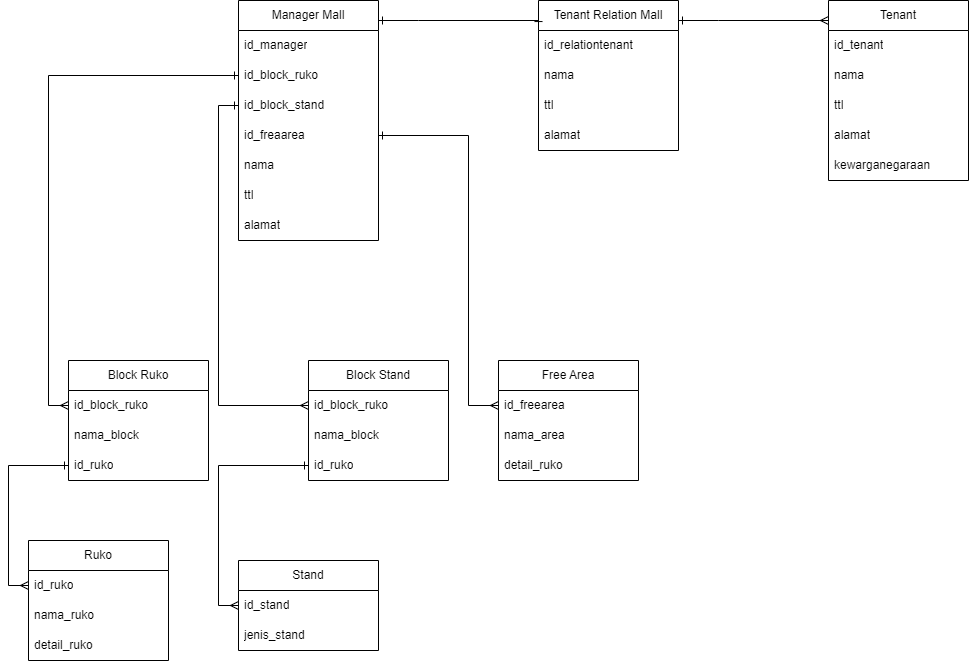 Manager Mall
id_manager
id_block_ruko
id_block_stand
id_freaarea
nama
ttl
alamat
Tenant Relation Mall
id_relationtenant
nama
ttl
alamat
Tenant
id_tenant
nama
ttl
alamat
kewarganegaraan
Block Ruko
id_block_ruko
nama_block
id_ruko
Block Stand
id_block_ruko
nama_block
id_ruko
Free Area
id_freearea
nama_area
detail_ruko
Ruko
id_ruko
nama_ruko
detail_ruko
Stand
id_stand
jenis_stand